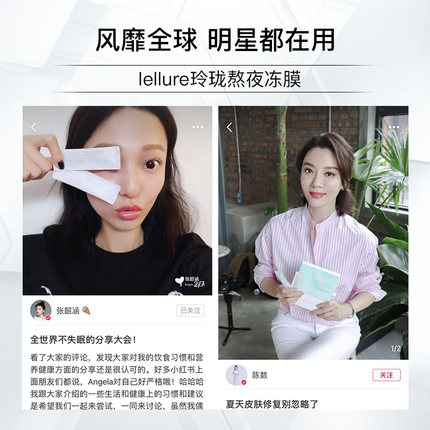 风靡全球 明星都在用
lellure玲珑熬夜冻膜
张韶涵
From 247
张韶涵
已关注
全世界不失眠的分享大会！
看了大家的评论，发现大家对我的饮食习惯和营
养健康方面的分享还是很认可的。好多小红书上
面朋友们都说，Angela对自己好严格哦！哈哈哈
我跟大家介绍的一些生活和健康上的习惯和建议
是希望我们一起来尝试，一同来讨论，虽然我偶
1/2
陈数
关注
夏天皮肤修复别忽略了